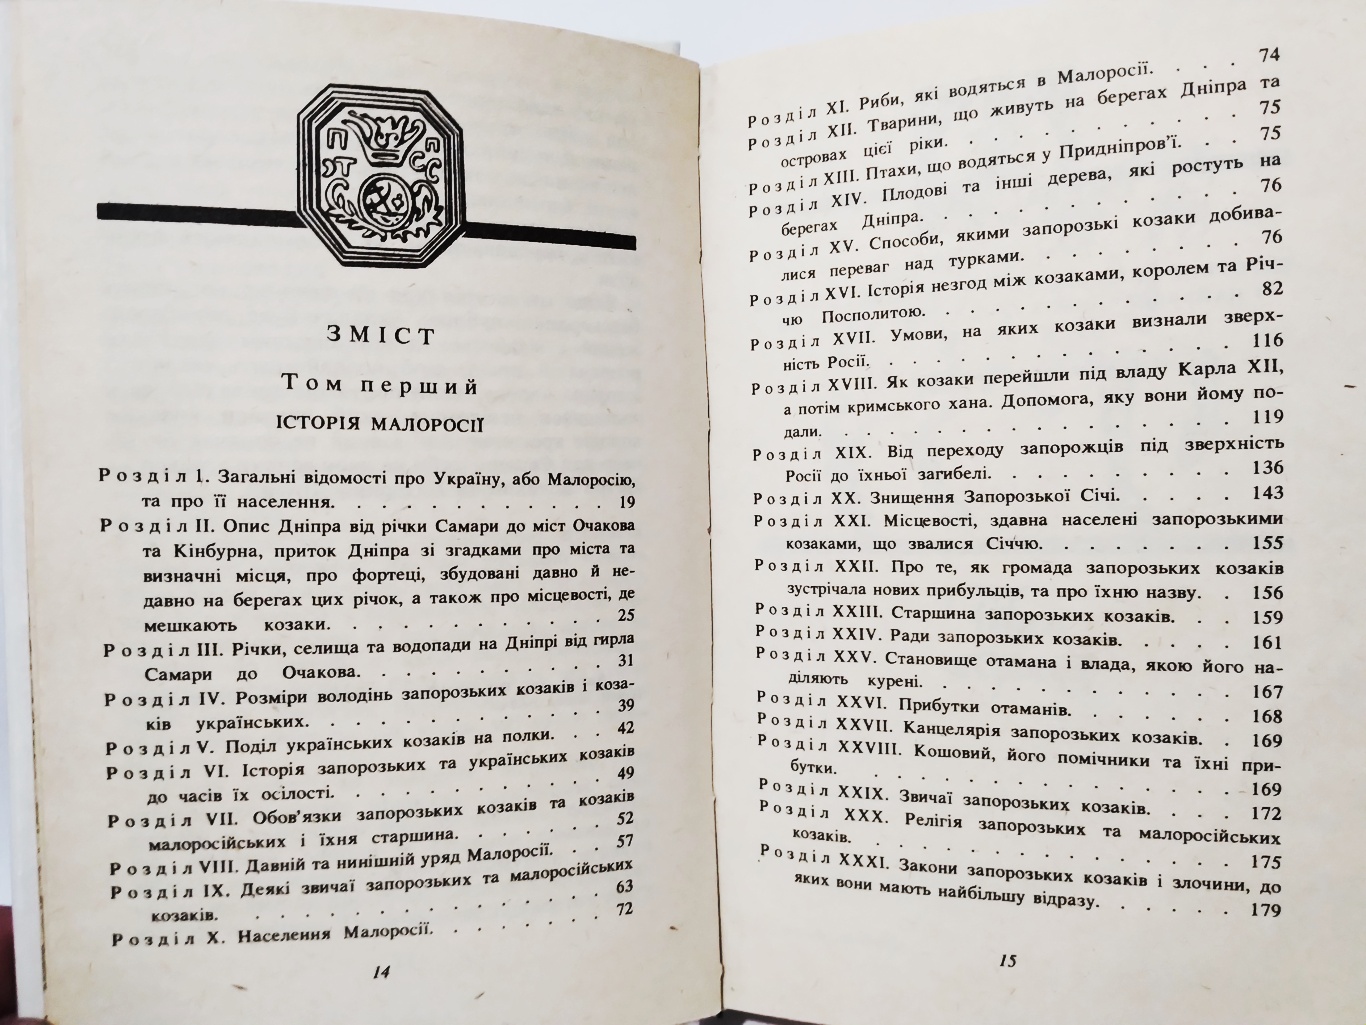 П С
ЗМІСТ
Том перший
ІСТОРІЯ МАЛОРОСІЇ
Розділ I. Загальні відомості про Україну, або Малоросію,
та про її населення. . . . . . . . . . . . 19
Розділ II. Опис Дніпра від річки Самари до міст Очакова
та Кінбурна, приток Дніпра зі згадками про міста та
визначні місця, про фортеці, збудовані давно й не-
давно на берегах цих річок, а також про місцевості, де
мешкають козаки. . . . . . . . . . . . 25
Розділ III. Річки, селища та водопади на Дніпрі від гирла
Самари до Очакова. . . . . . . . . . . 31
Розділ IV. Розміри володінь запорозьких козаків і коза-
ків українських. . . . . . . . . . . . . 39
Розділ V. Поділ українських козаків на полки. . . 42
Розділ VI. Історія запорозьких та українських козаків
до часів їх осілості. . . . . . . . . . . . 49
Розділ VII. Обов'язки запорозьких козаків та козаків
малоросійських і їхня старшина. . . . . . . 52
Розділ VIII. Давній та нинішній уряд Малоросії. . . 57
Розділ IX. Деякі звичаї запорозьких та малоросійських
козаків. . . . . . . . . . . . . . . . 63
Розділ X. Населення Малоросії. . . . . . . . 72
14
Розділ XI. Риби, які водяться в Малоросії. . . . 74
Розділ XII. Тварини, що живуть на берегах Дніпра та
островах цієї ріки. . . . . . . . . . . . 75
Розділ XIII. Птахи, що водяться у Придніпров'ї. . . 75
Розділ XIV. Плодові та інші дерева, які ростуть на
берегах Дніпра. . . . . . . . . . . . . 76
Розділ XV. Способи, якими запорозькі козаки добива-
лися переваг над турками. . . . . . . . . 76
Розділ XVI. Історія незгод між козаками, королем та Річ-
чю Посполитою. . . . . . . . . . . . . 82
Розділ XVII. Умови, на яких козаки визнали зверх-
ність Росії. . . . . . . . . . . . . . . 116
Розділ XVIII. Як козаки перейшли під владу Карла XII,
а потім кримського хана. Допомога, яку вони йому по-
дали. . . . . . . . . . . . . . . . . 119
Розділ XIX. Від переходу запорожців під зверхність
Росії до їхньої загибелі. . . . . . . . . . 136
Розділ XX. Знищення Запорозької Січі. . . . . 143
Розділ XXI. Місцевості, здавна населені запорозькими
козаками, що звалися Січчю. . . . . . . . 155
Розділ XXII. Про те, як громада запорозьких козаків
зустрічала нових прибульців, та про їхню назву. . 156
Розділ XXIII. Старшина запорозьких козаків. . . 159
Розділ XXIV. Ради запорозьких козаків. . . . . 161
Розділ XXV. Становище отамана і влада, якою його на-
діляють курені. . . . . . . . . . . . . 167
Розділ XXVI. Прибутки отаманів. . . . . . . 168
Розділ XXVII. Канцелярія запорозьких козаків. . 169
Розділ XXVIII. Кошовий, його помічники та їхні при-
бутки. . . . . . . . . . . . . . . . . 169
Розділ XXIX. Звичаї запорозьких козаків. . . . 172
Розділ XXX. Релігія запорозьких та малоросійських
козаків. . . . . . . . . . . . . . . . 175
Розділ XXXI. Закони запорозьких козаків і злочини, до
яких вони мають найбільшу відразу. . . . . . 179
15